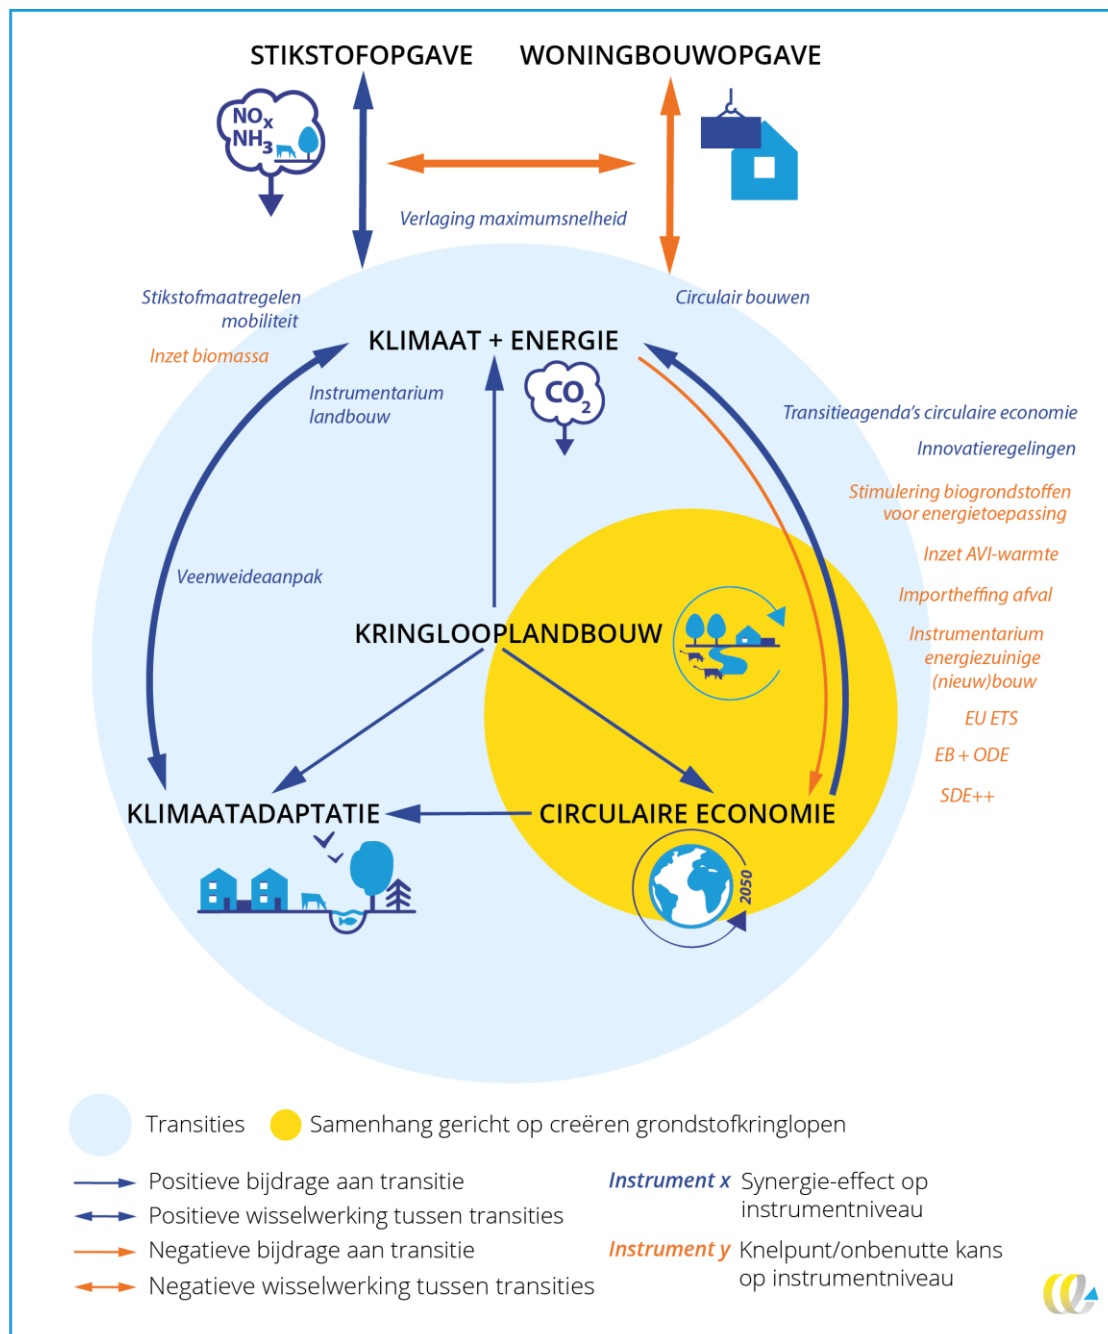 STIKSTOFOPGAVE
WONINGBOUWOPGAVE
NOx
NH3
Verlaging maximumsnelheid
Stikstofmaatregelen
mobiliteit
Inzet biomassa
Circulair bouwen
KLIMAAT + ENERGIE
Instrumentarium
landbouw
CO2
Transitieagenda's circulaire economie
Innovatieregelingen
Stimulering biogrondstoffen
voor energietoepassing
Inzet AVI-warmte
Importheffing afval
Instrumentarium
energiezuinige
(nieuw)bouw
EU ETS
EB + ODE
SDE++
Veenweideaanpak
KRINGLOOPLANDBOUW
KLIMAATADAPTATIE
CIRCULAIRE ECONOMIE
2050
Transities
Samenhang gericht op creëren grondstofkringlopen
Positieve bijdrage aan transitie
Positieve wisselwerking tussen transities
Negatieve bijdrage aan transitie
Negatieve wisselwerking tussen transities
Instrument x Synergie-effect op
instrumentniveau
Instrument y Knelpunt/onbenutte kans
op instrumentniveau